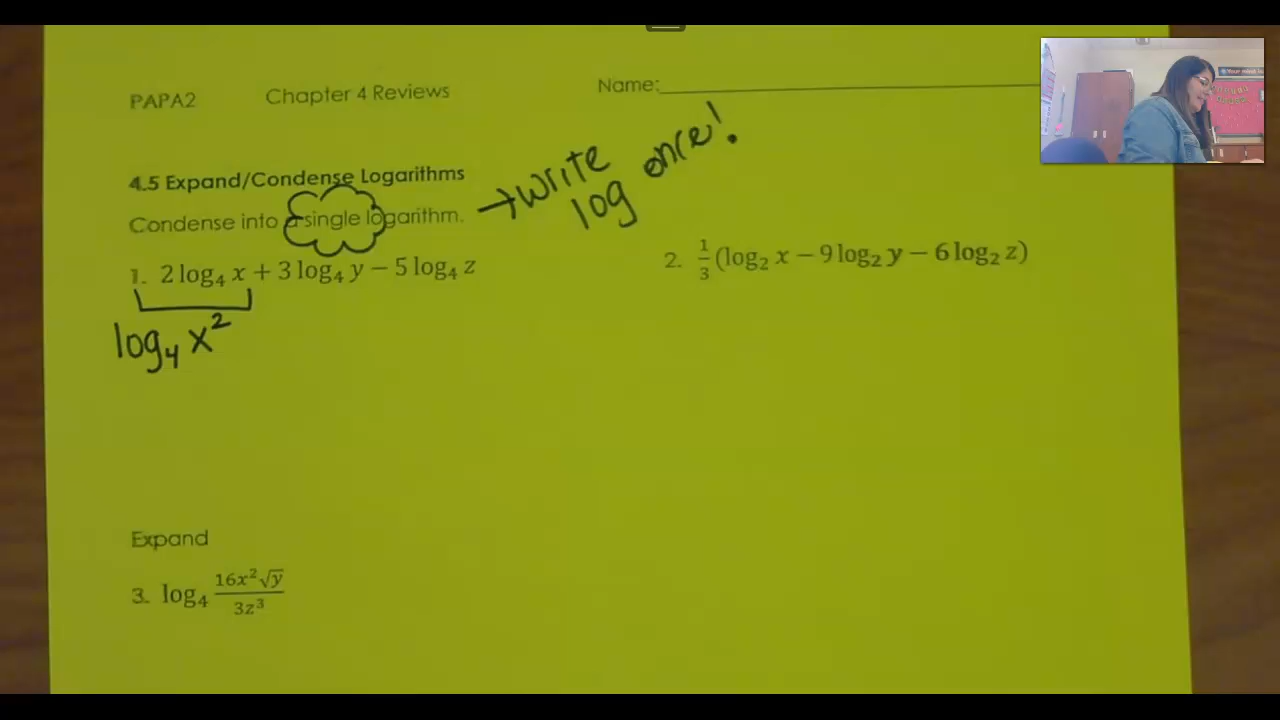 PAPA2 Chapter 4 Reviews Name:
4.5 Expand/Condense Logarithms
Condense into a single logarithm. → write log once!
1. 2 log₄ x + 3 log₄ y − 5 log₄ z
2. 1/3 (log₂ x − 9 log₂ y − 6 log₂ z)
log₄ x²
Expand
3. log₄ 16x²√y / 3z³